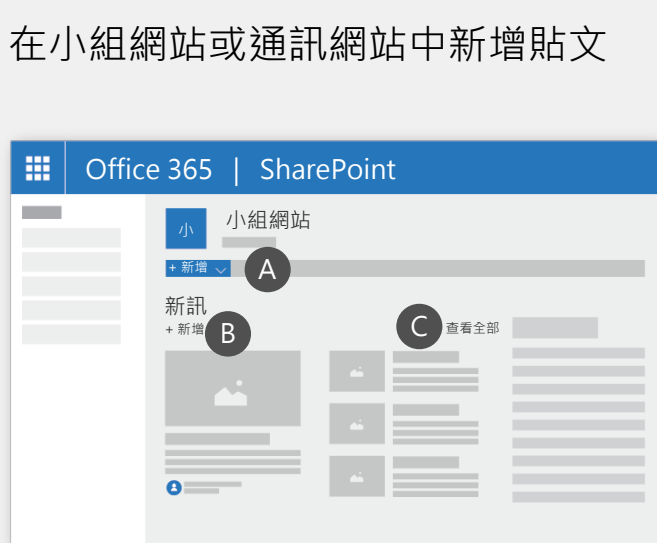 在小組網站或通訊網站中新增貼文
Office 365 | SharePoint
小 小組網站
+ 新增 A
新訊
+ 新增 B C 查看全部